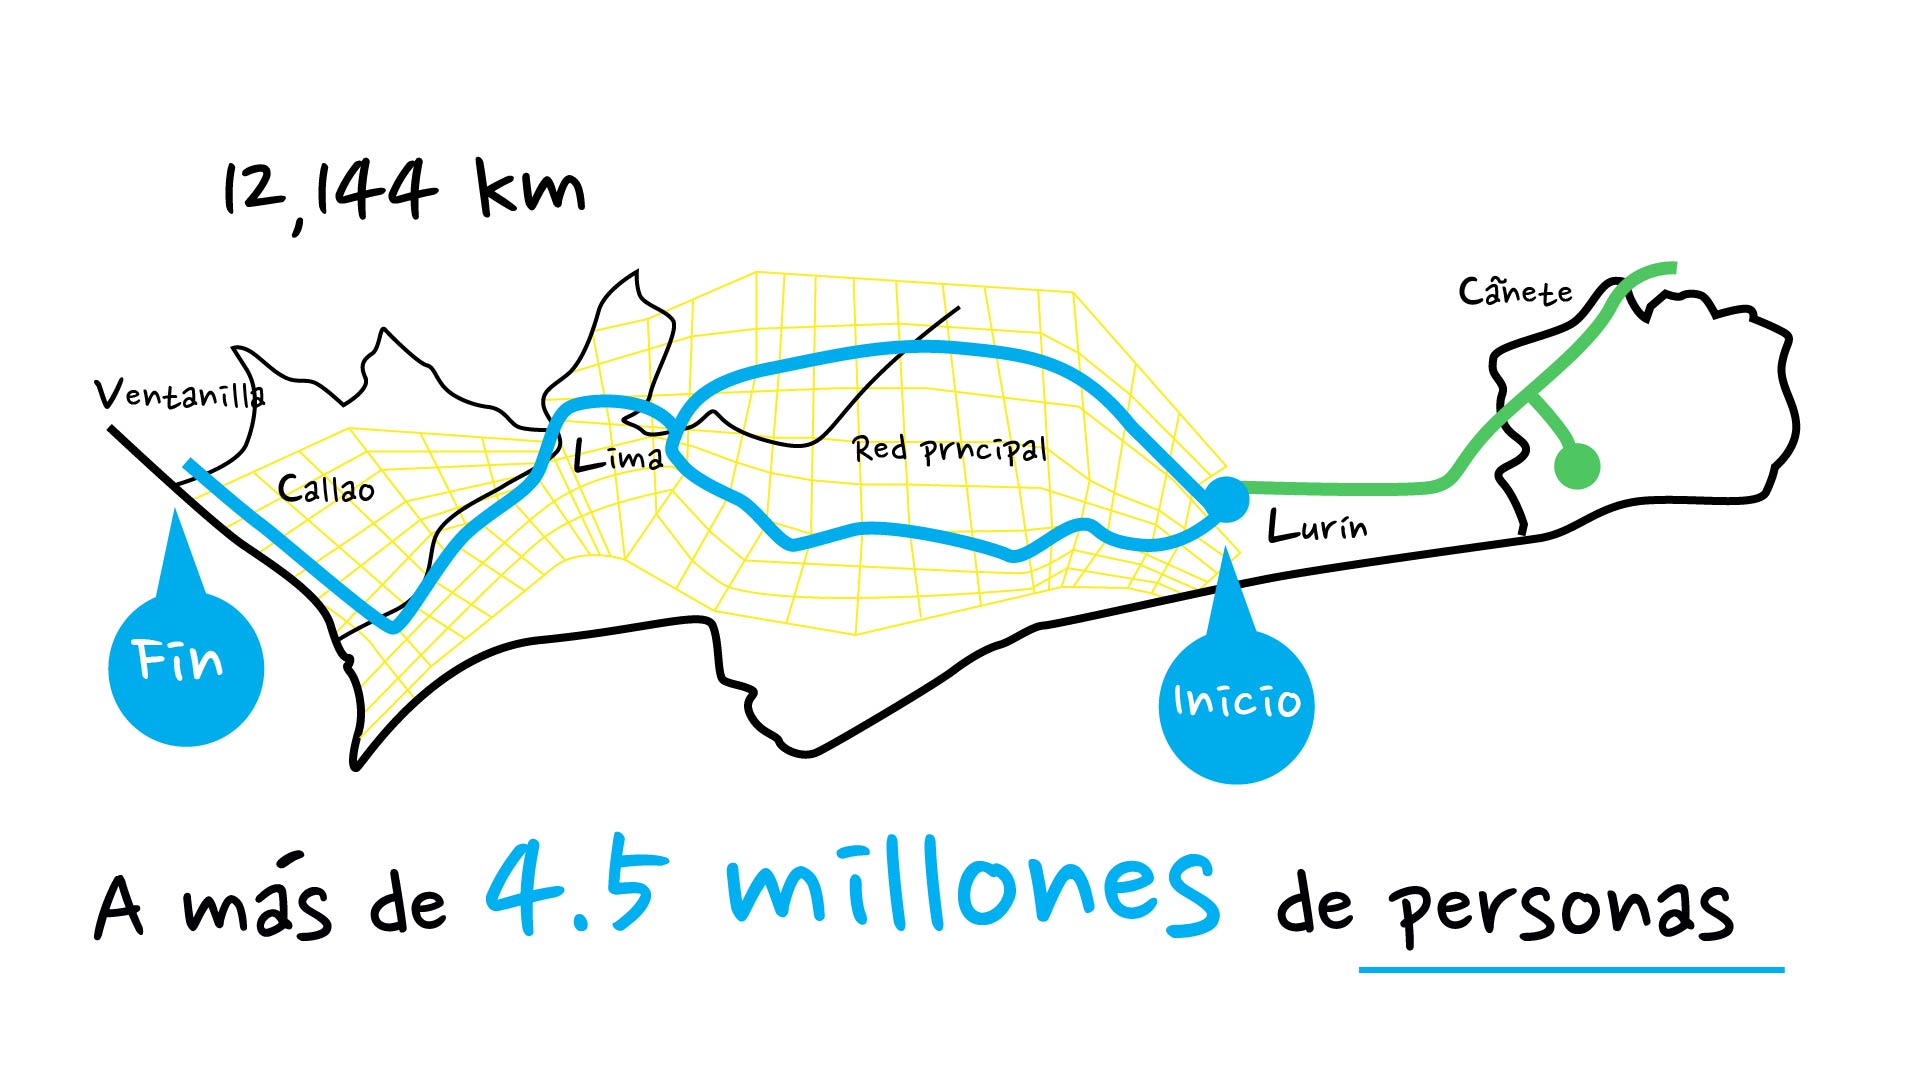 12,144 km
Cãnete
Ventanilla
Red prncipal
Lima
Callao
Lurín
Fin
Inicio
A más de 4.5 millones de personas